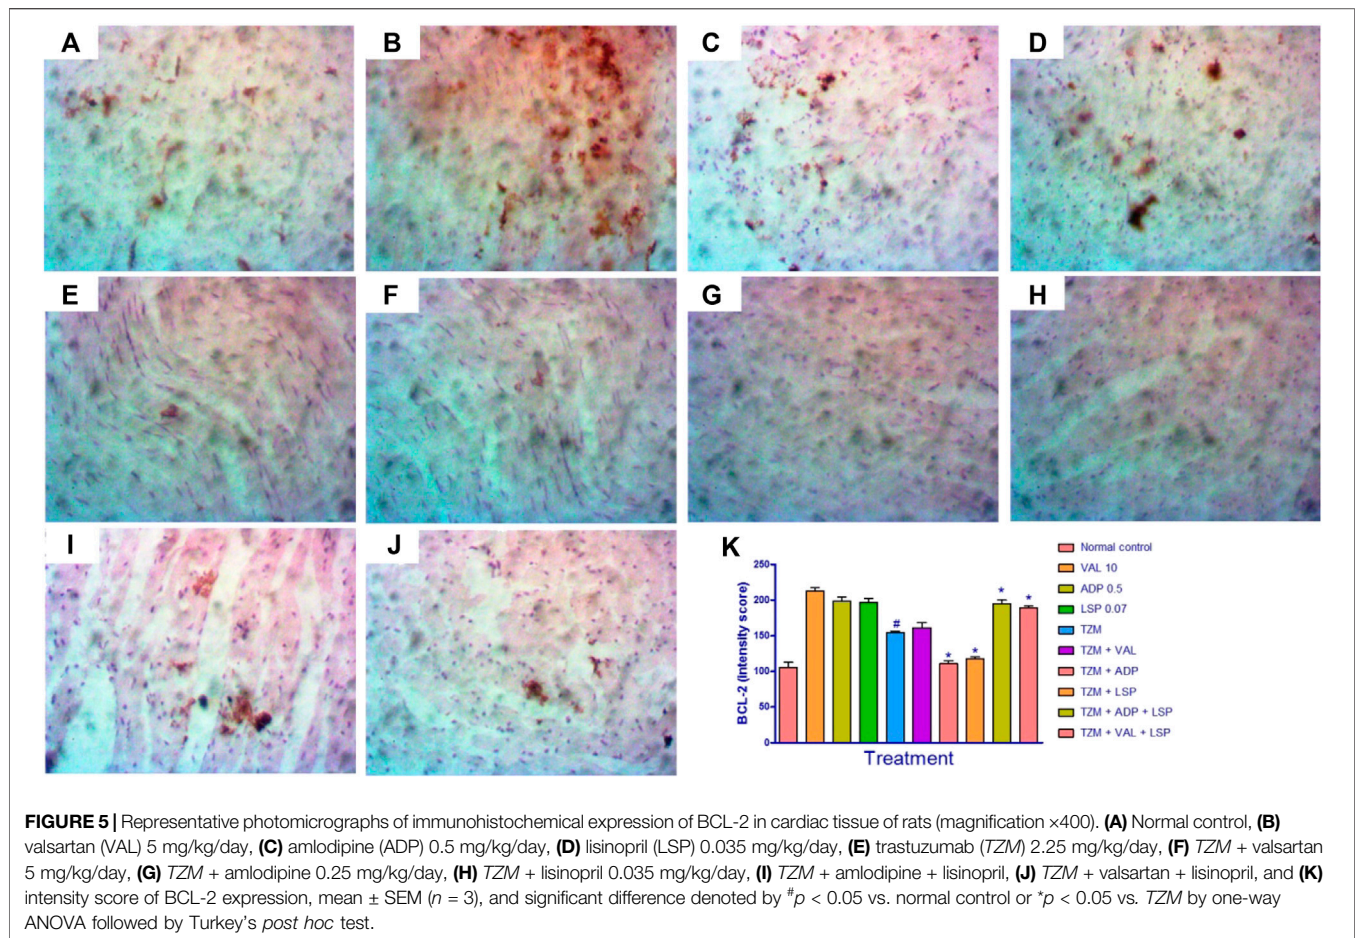 A
B
C
D
E
F
G
H
I
J
K
BCL-2 (Intensity score)
250
200
150
100
50
0
#
*
*
*
*
Treatment
Normal control
VAL 10
ADP 0.5
LSP 0.07
TZM
TZM + VAL
TZM + ADP
TZM + LSP
TZM + ADP + LSP
TZM + VAL + LSP
FIGURE 5 | Representative photomicrographs of immunohistochemical expression of BCL-2 in cardiac tissue of rats (magnification ×400). (A) Normal control, (B)
valsartan (VAL) 5 mg/kg/day, (C) amlodipine (ADP) 0.5 mg/kg/day, (D) lisinopril (LSP) 0.035 mg/kg/day, (E) trastuzumab (TZM) 2.25 mg/kg/day, (F) TZM + valsartan
5 mg/kg/day, (G) TZM + amlodipine 0.25 mg/kg/day, (H) TZM + lisinopril 0.035 mg/kg/day, (I) TZM + amlodipine + lisinopril, (J) TZM + valsartan + lisinopril, and (K)
intensity score of BCL-2 expression, mean ± SEM (n = 3), and significant difference denoted by #p < 0.05 vs. normal control or *p < 0.05 vs. TZM by one-way
ANOVA followed by Turkey's post hoc test.